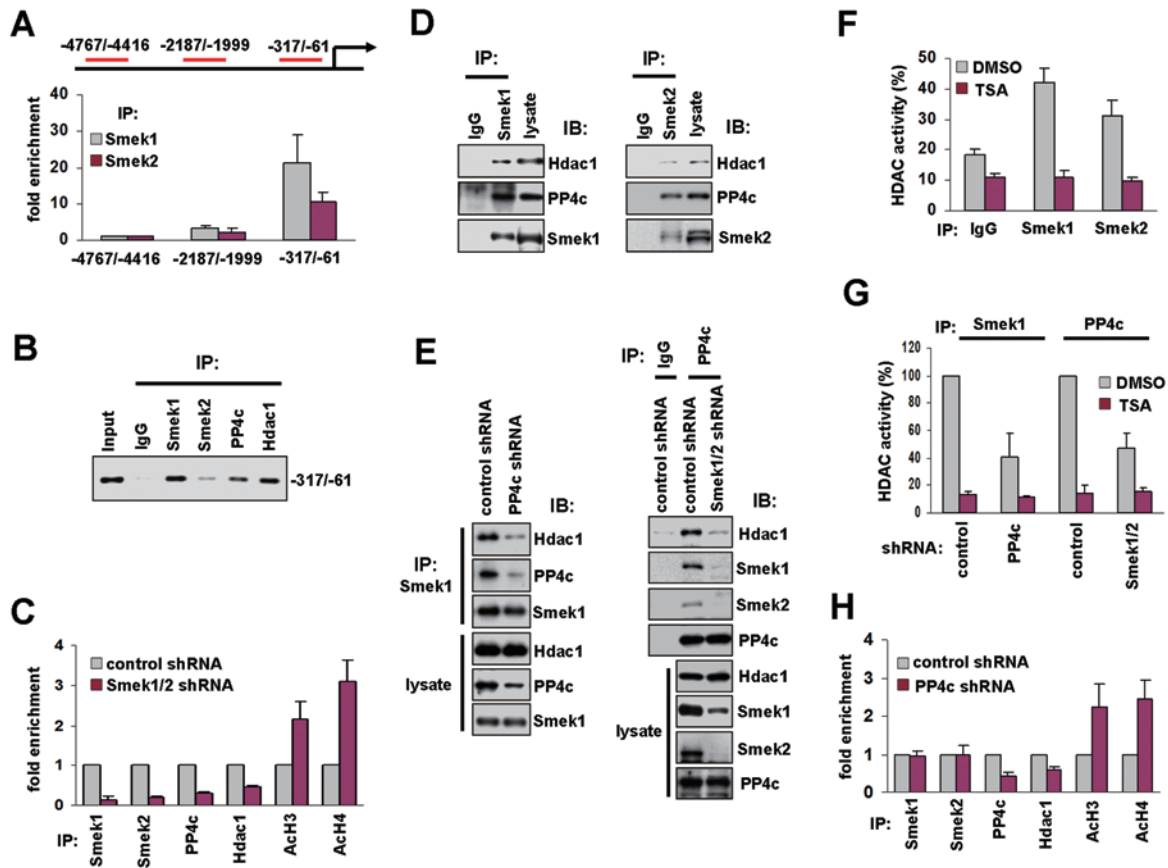 A
-4767/-4416 -2187/-1999 -317/-61
fold enrichment
40
30
20
10
0
IP:
Smek1
Smek2
-4767/-4416 -2187/-1999 -317/-61
B
IP:
Input IgG Smek1 Smek2 PP4c Hdac1
-317/-61
C
fold enrichment
4
3
2
1
0
control shRNA
Smek1/2 shRNA
IP: Smek1 Smek2 PP4c Hdac1 AcH3 AcH4
D
IP:
IgG Smek1 lysate IB:
Hdac1
PP4c
Smek1
IP:
IgG Smek2 lysate IB:
Hdac1
PP4c
Smek2
E
control shRNA PP4c shRNA
IB:
IP:
Smek1
Hdac1
PP4c
Smek1
lysate
Hdac1
PP4c
Smek1
IP: IgG PP4c
control shRNA control shRNA Smek1/2 shRNA
IB:
Hdac1
Smek1
Smek2
PP4c
lysate
Hdac1
Smek1
Smek2
PP4c
F
HDAC activity (%)
50
40
30
20
10
0
DMSO
TSA
IP: IgG Smek1 Smek2
G
IP: Smek1 PP4c
HDAC activity (%)
120
100
80
60
40
20
0
DMSO
TSA
shRNA: control PP4c control Smek1/2
H
fold enrichment
4
2
0
control shRNA
PP4c shRNA
IP: Smek1 Smek2 PP4c Hdac1 AcH3 AcH4